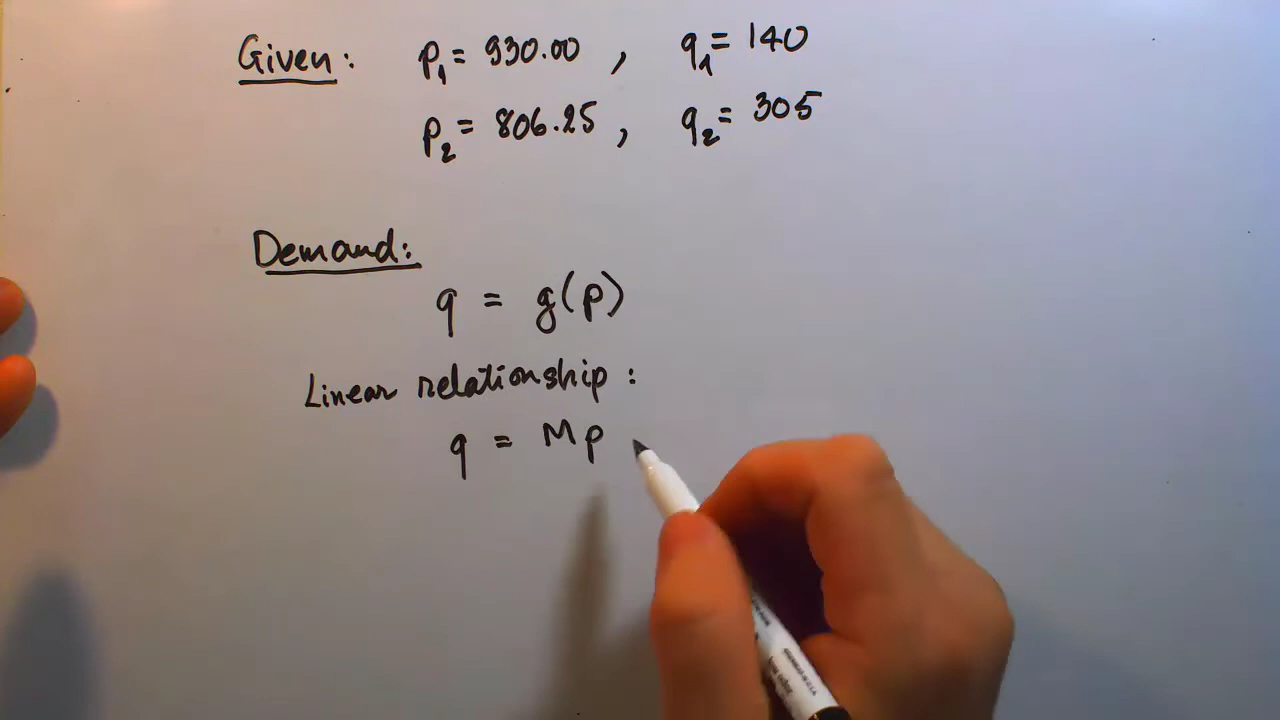 Given: p₁ = 930.00 , q₁ = 140
p₂ = 806.25 , q₂ = 305
Demand:
q = g(p)
Linear relationship :
q = Mp